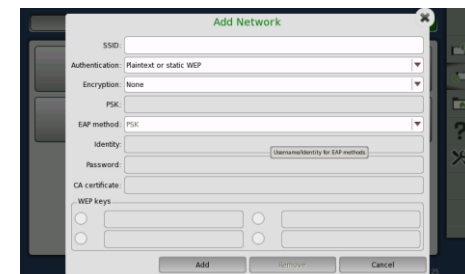 Add Network
SSID:
Authentication: Plaintext or static WEP
Encryption: None
PSK:
EAP method: PSK
Identity:
Username/Identity for EAP methods
Password:
CA certificate:
WEP keys
Add Remove Cancel